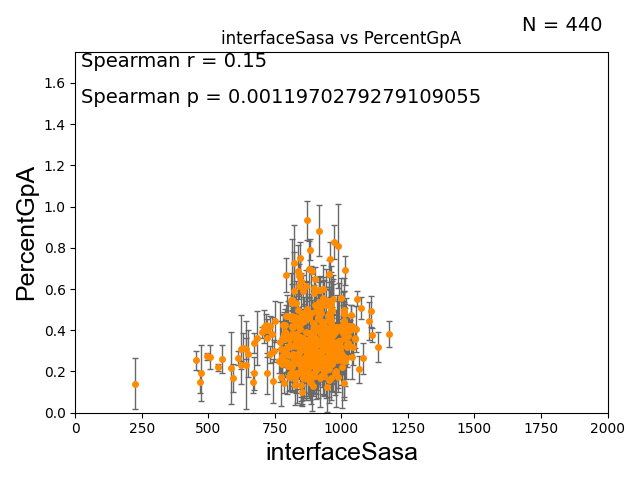 N = 440
interfaceSasa vs PercentGpA
Spearman r = 0.15
Spearman p = 0.0011970279279109055
1.6
1.4
1.2
1.0
0.8
0.6
0.4
0.2
0.0
PercentGpA
0 250 500 750 1000 1250 1500 1750 2000
interfaceSasa